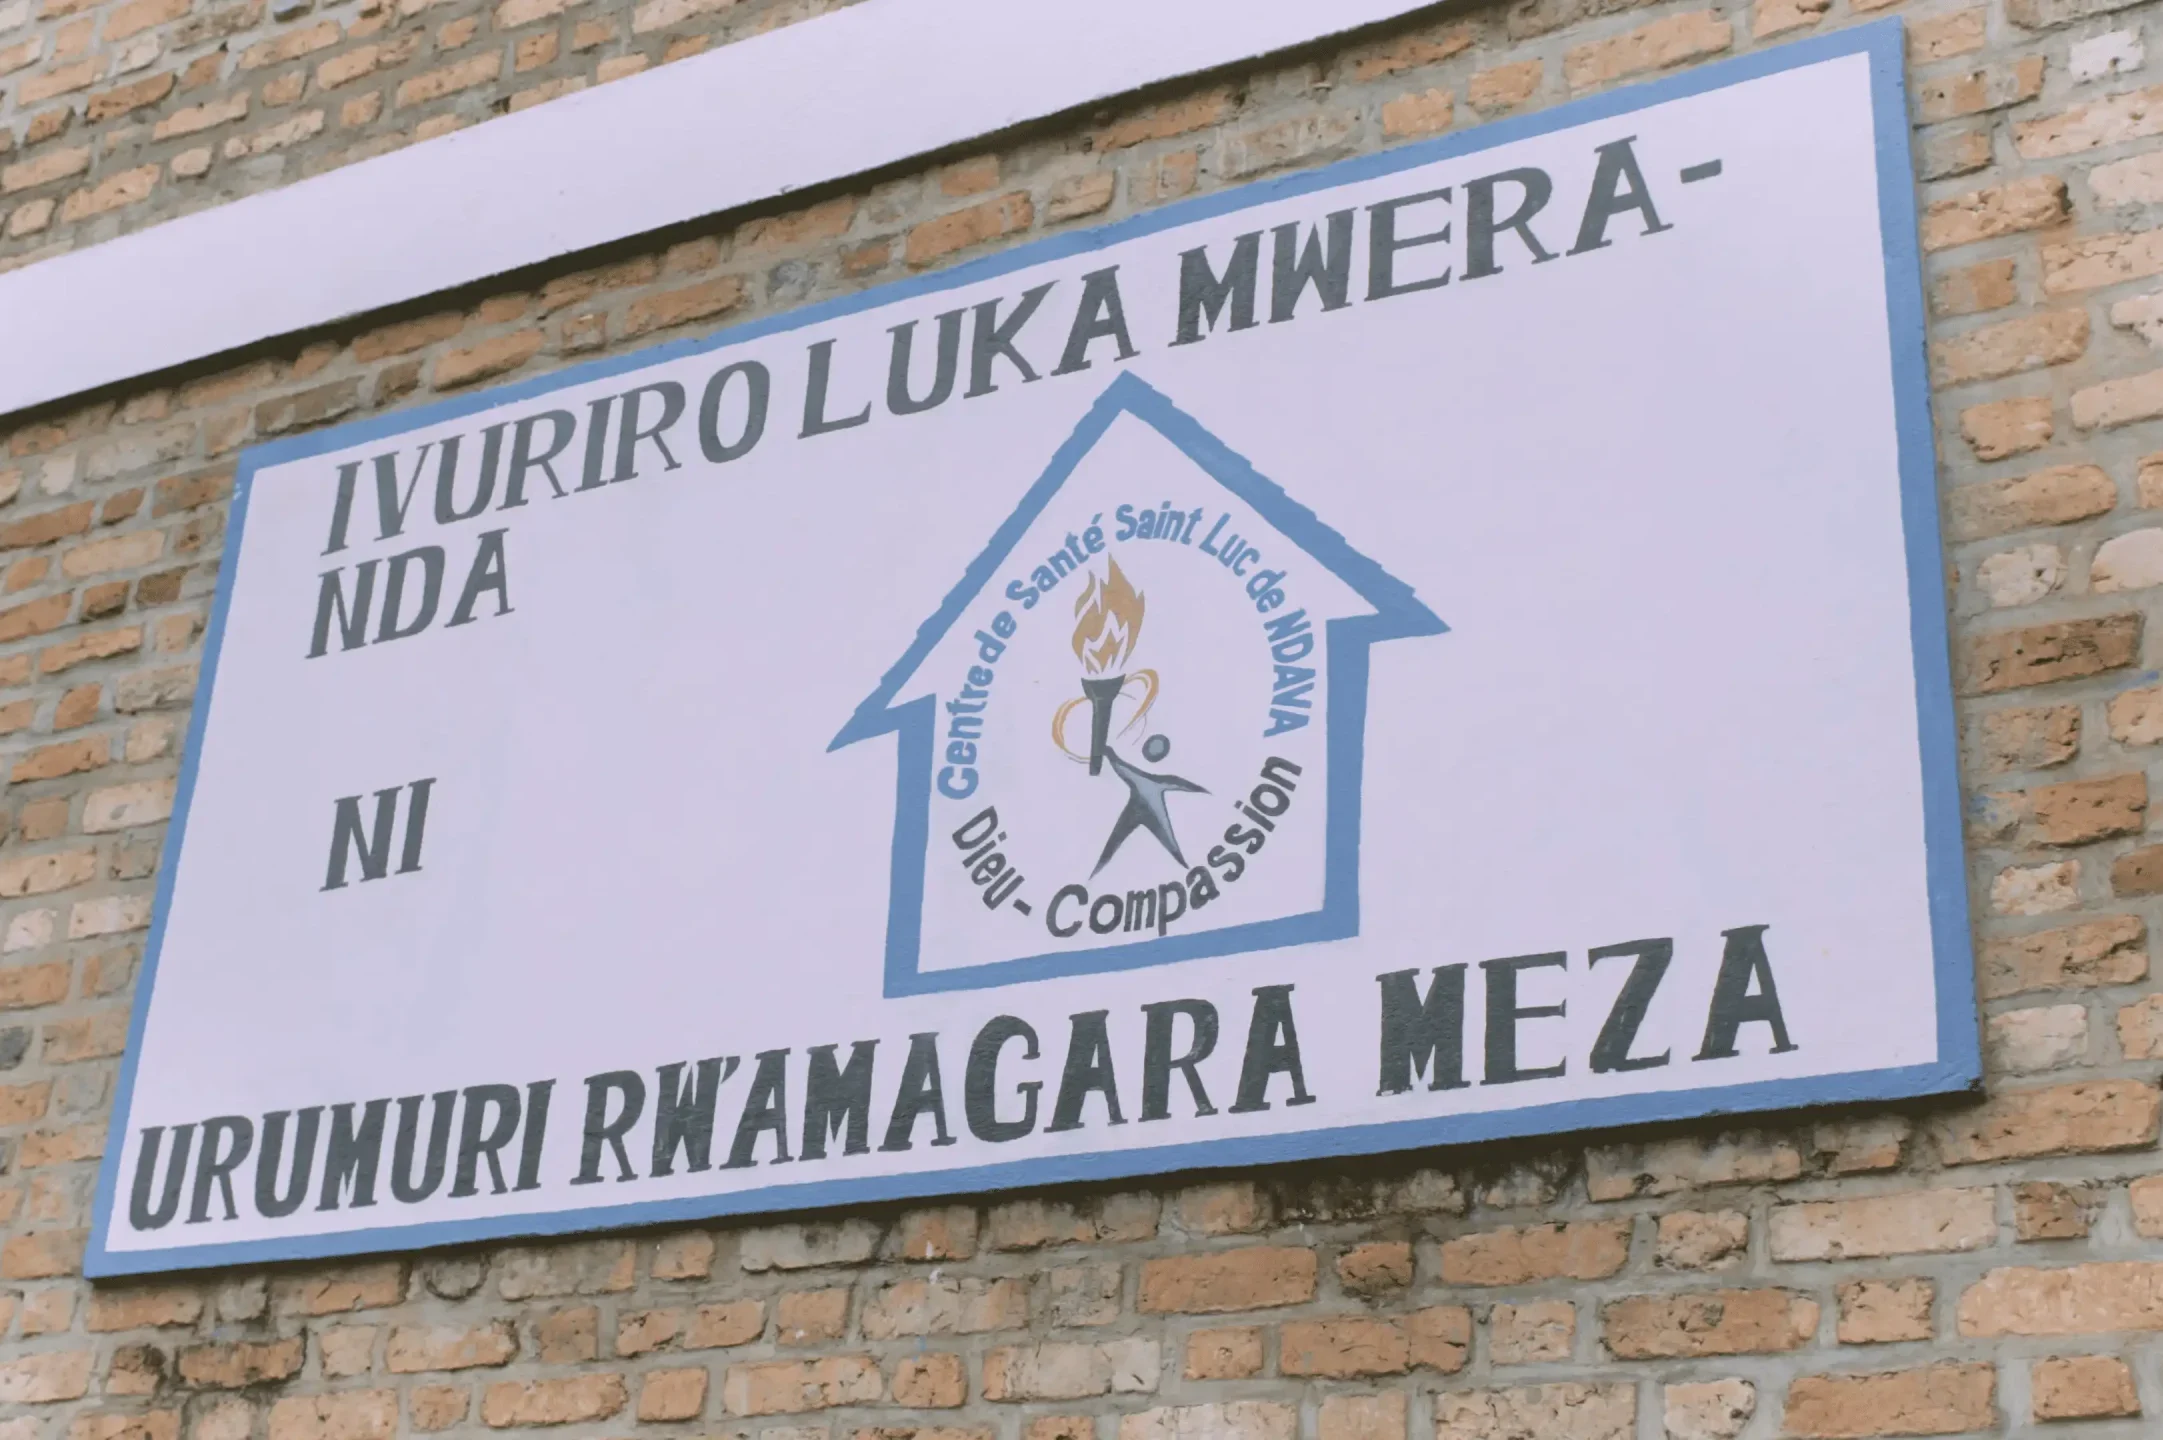 IVURIRO LUKA MWERA-
NDA
Centre de Santé Saint Luc de NDAVA
Dieu - Compassion
NI
URUMURI RW'AMAGARA MEZA